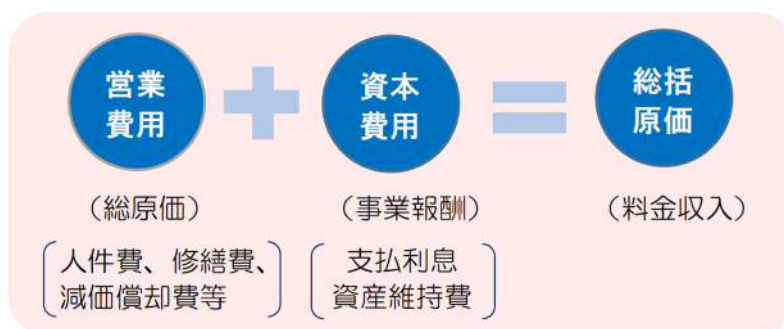 営業
費用
資本
費用
総括
原価
（総原価）
（事業報酬）
（料金収入）
人件費、修繕費、
減価償却費等
支払利息
資産維持費